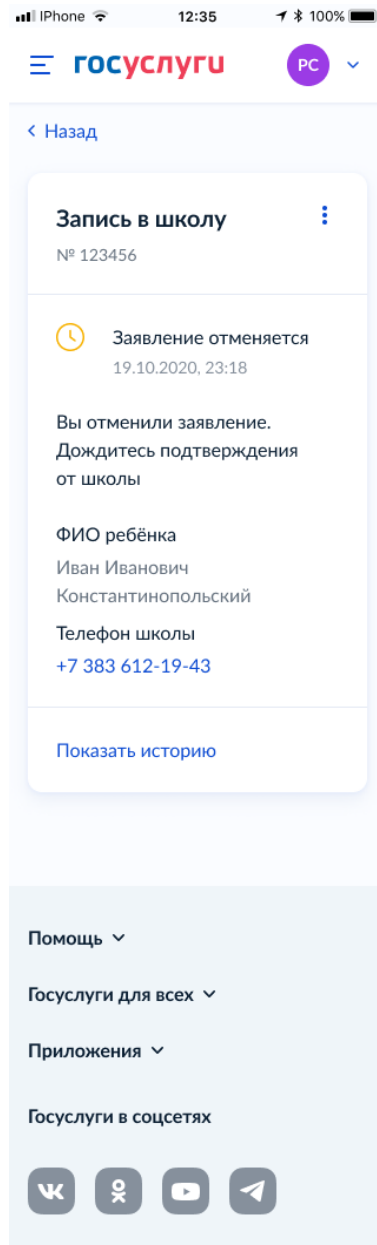 IPhone 12:35 100%
госуслуги РС
Назад
Запись в школу
№ 123456
Заявление отменяется
19.10.2020, 23:18
Вы отменили заявление.
Дождитесь подтверждения
от школы
ФИО ребёнка
Иван Иванович
Константинопольский
Телефон школы
+7 383 612-19-43
Показать историю
Помощь
Госуслуги для всех
Приложения
Госуслуги в соцсетях